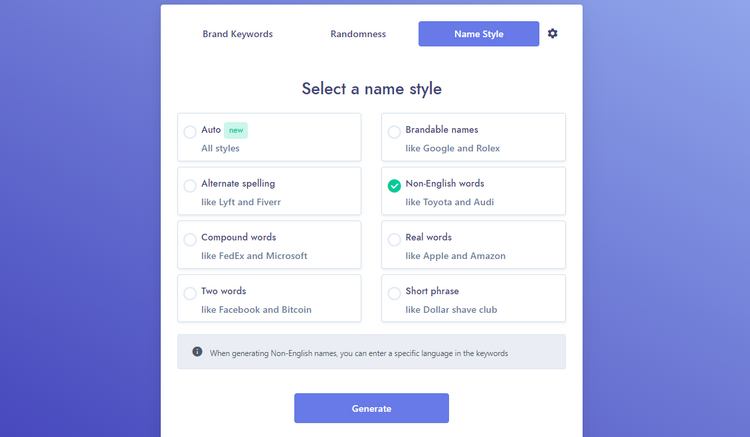 Brand Keywords
Randomness
Name Style
Select a name style
Auto new
All styles
Brandable names
like Google and Rolex
Alternate spelling
like Lyft and Fiverr
Non-English words
like Toyota and Audi
Compound words
like FedEx and Microsoft
Real words
like Apple and Amazon
Two words
like Facebook and Bitcoin
Short phrase
like Dollar shave club
When generating Non-English names, you can enter a specific language in the keywords
Generate